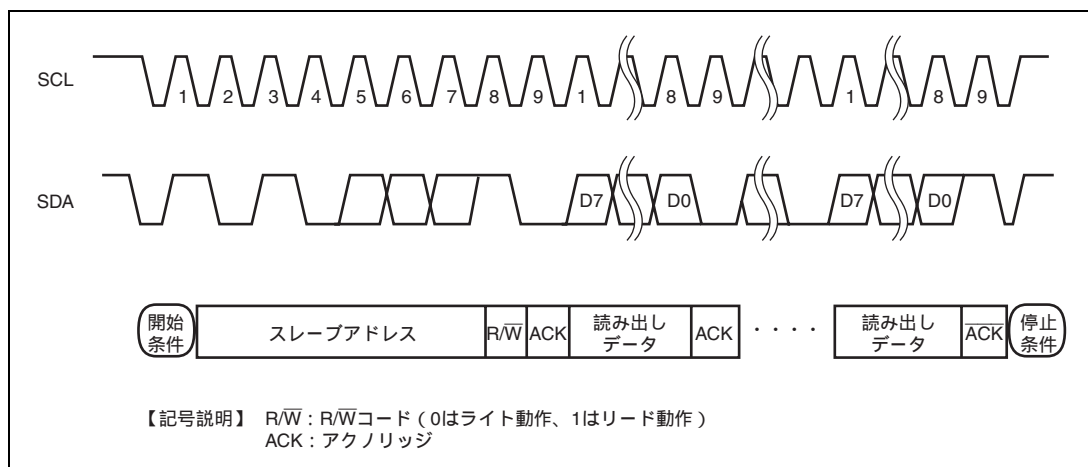 SCL
1 2 3 4 5 6 7 8 9 1 8 9 1 8 9
SDA
D7 D0 D7 D0
開始
条件
スレーブアドレス
R/W̅
ACK
読み出し
データ
ACK
・・・・
読み出し
データ
A̅C̅K̅
停止
条件
【記号説明】 R/W̅:R/W̅コード(0はライト動作、1はリード動作)
ACK:アクノリッジ